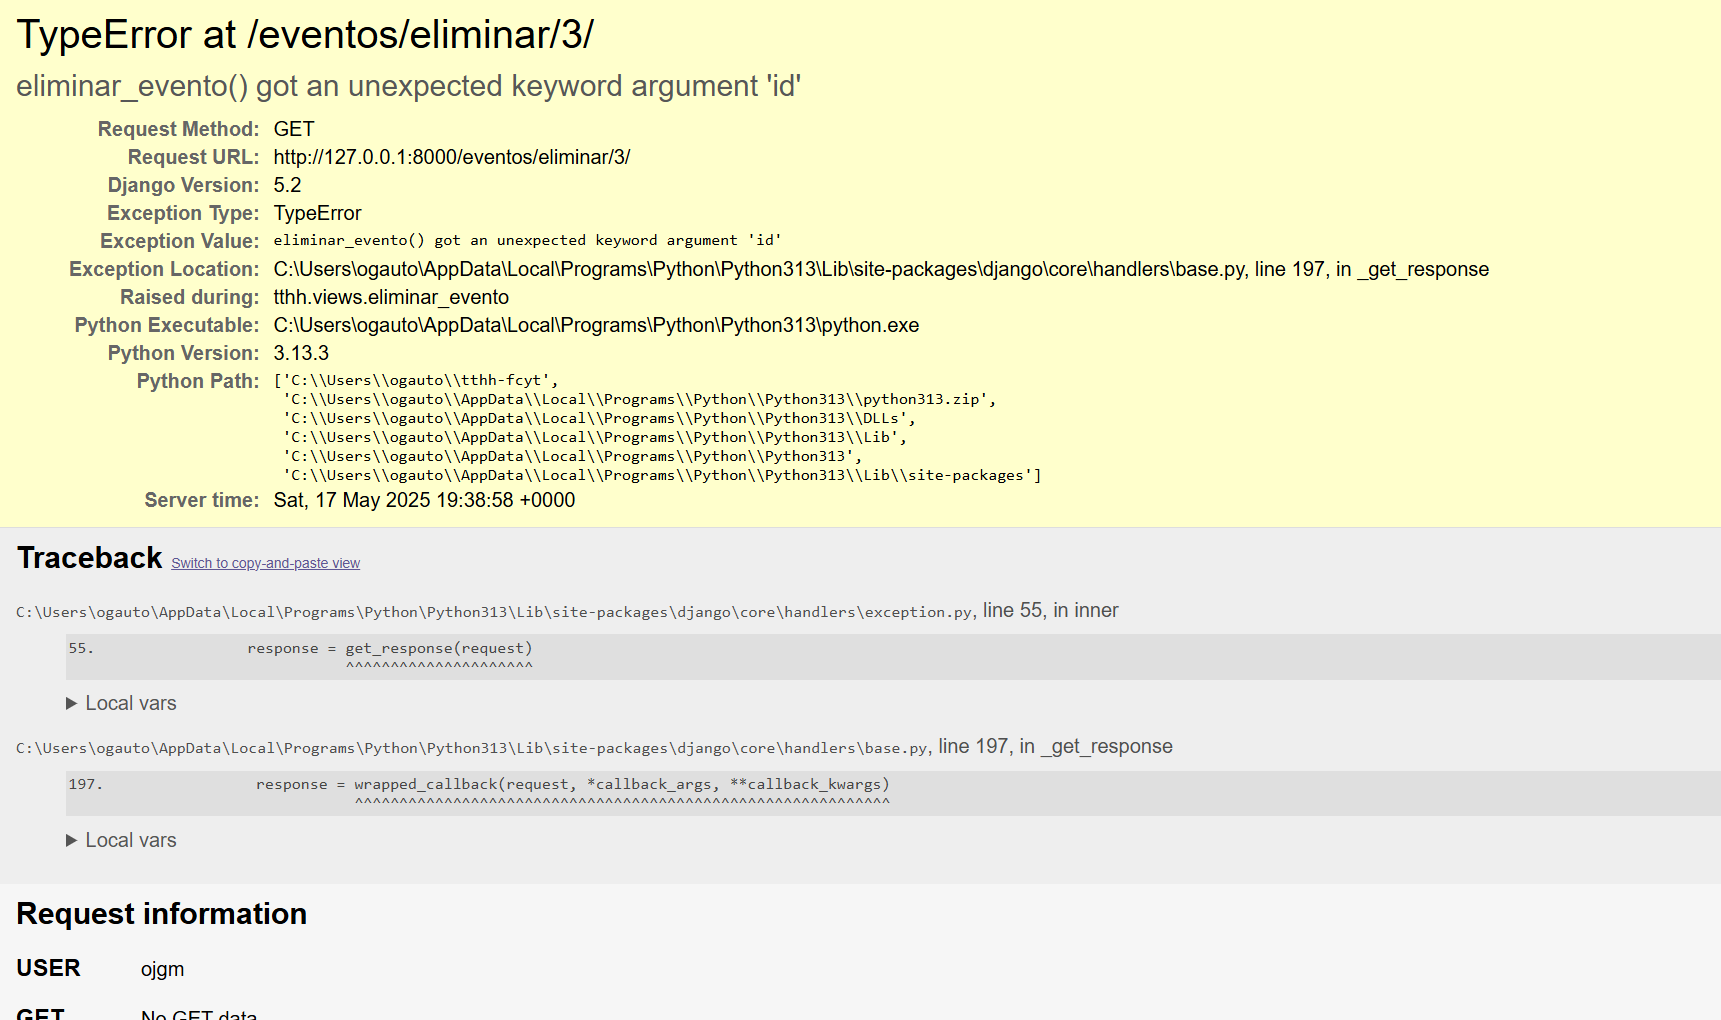 TypeError at /eventos/eliminar/3/
eliminar_evento() got an unexpected keyword argument 'id'
Request Method: GET
Request URL: http://127.0.0.1:8000/eventos/eliminar/3/
Django Version: 5.2
Exception Type: TypeError
Exception Value: eliminar_evento() got an unexpected keyword argument 'id'
Exception Location: C:\Users\ogauto\AppData\Local\Programs\Python\Python313\Lib\site-packages\django\core\handlers\base.py, line 197, in _get_response
Raised during: tthh.views.eliminar_evento
Python Executable: C:\Users\ogauto\AppData\Local\Programs\Python\Python313\python.exe
Python Version: 3.13.3
Python Path: ['C:\\Users\\ogauto\\tthh-fcyt',
'C:\\Users\\ogauto\\AppData\\Local\\Programs\\Python\\Python313\\python313.zip',
'C:\\Users\\ogauto\\AppData\\Local\\Programs\\Python\\Python313\\DLLs',
'C:\\Users\\ogauto\\AppData\\Local\\Programs\\Python\\Python313\\Lib',
'C:\\Users\\ogauto\\AppData\\Local\\Programs\\Python\\Python313',
'C:\\Users\\ogauto\\AppData\\Local\\Programs\\Python\\Python313\\Lib\\site-packages']
Server time: Sat, 17 May 2025 19:38:58 +0000
Traceback Switch to copy-and-paste view
C:\Users\ogauto\AppData\Local\Programs\Python\Python313\Lib\site-packages\django\core\handlers\exception.py, line 55, in inner
55. response = get_response(request)
^^^^^^^^^^^^^^^^^^^^^
▶ Local vars
C:\Users\ogauto\AppData\Local\Programs\Python\Python313\Lib\site-packages\django\core\handlers\base.py, line 197, in _get_response
197. response = wrapped_callback(request, *callback_args, **callback_kwargs)
^^^^^^^^^^^^^^^^^^^^^^^^^^^^^^^^^^^^^^^^^^^^^^^^^^^^^^^^^^^^
▶ Local vars
Request information
USER ojgm
GET No GET data